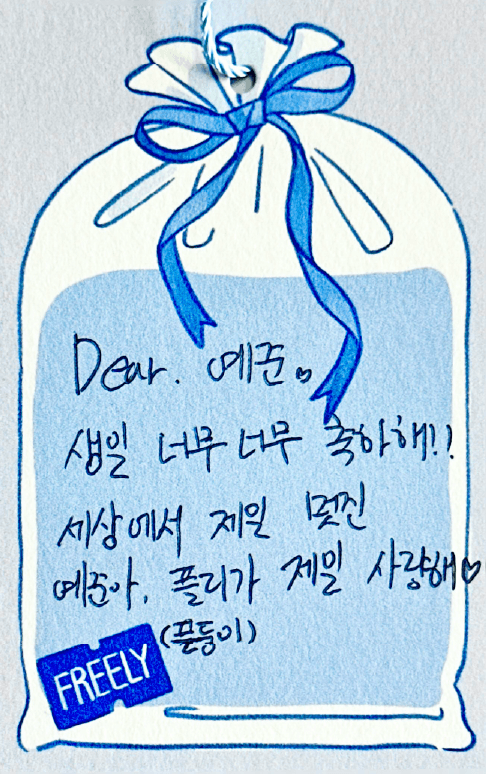 Dear. 예준♡
생일 너무 너무 축하해!!
세상에서 제일 멋진
예준아. 플리가 제일 사랑해♡
(픈둥이)
FREELY